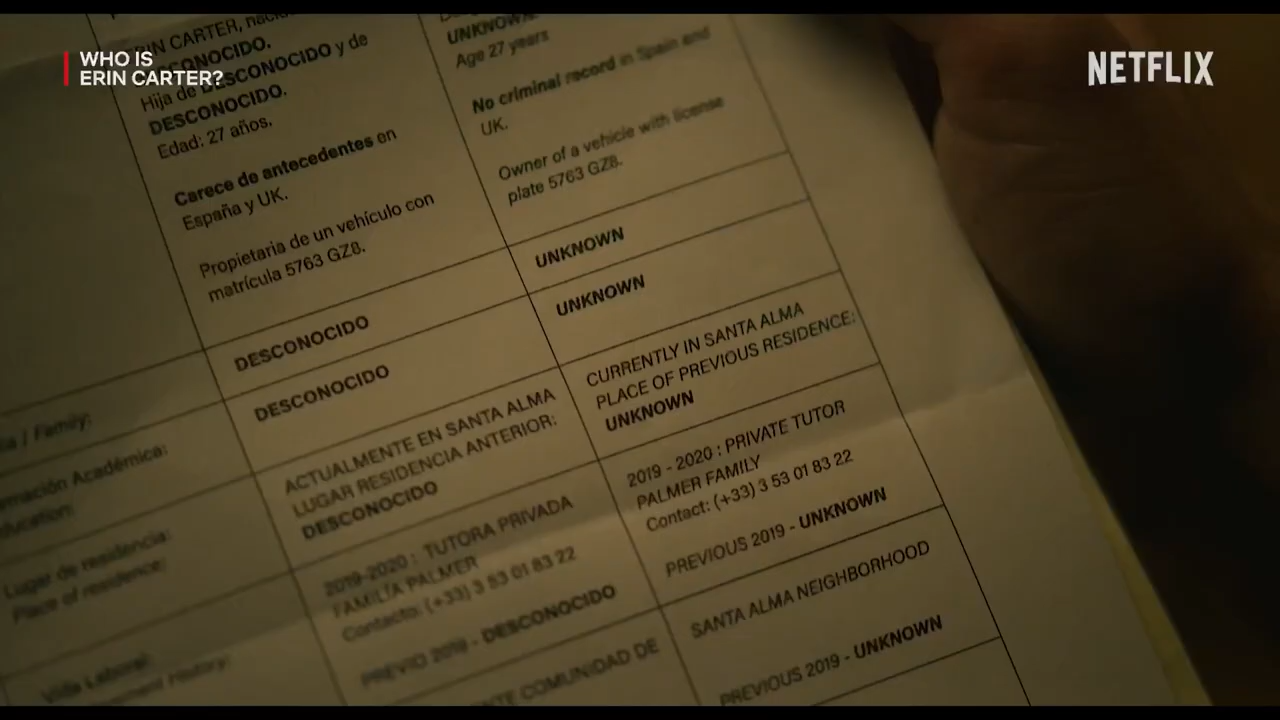 WHO IS
ERIN CARTER?
NETFLIX
ERIN CARTER,
DESCONOCIDO.
Hija de DESCONOCIDO y de
DESCONOCIDO.
Edad: 27 años.
Carece de antecedentes en
España y UK.
Propietaria de un vehículo con
matrícula 5763 GZ8.
UNKNOWN.
Age 27 years
No criminal record in Spain and
UK.
Owner of a vehicle with license
plate 5763 GZ8.
/ Family:
DESCONOCIDO
UNKNOWN
Académica:
DESCONOCIDO
UNKNOWN
Lugar de residencia:
Place of residence:
ACTUALMENTE EN SANTA ALMA
LUGAR RESIDENCIA ANTERIOR:
DESCONOCIDO
CURRENTLY IN SANTA ALMA
PLACE OF PREVIOUS RESIDENCE:
UNKNOWN
Vida Laboral:
history:
2019-2020 : TUTORA PRIVADA
FAMILIA PALMER
Contacto: (+33) 3 53 01 83 22
PREVIO 2019 - DESCONOCIDO
2019 - 2020 : PRIVATE TUTOR
PALMER FAMILY
Contact: (+33) 3 53 01 83 22
PREVIOUS 2019 - UNKNOWN
COMUNIDAD DE
SANTA ALMA NEIGHBORHOOD
PREVIOUS 2019 - UNKNOWN